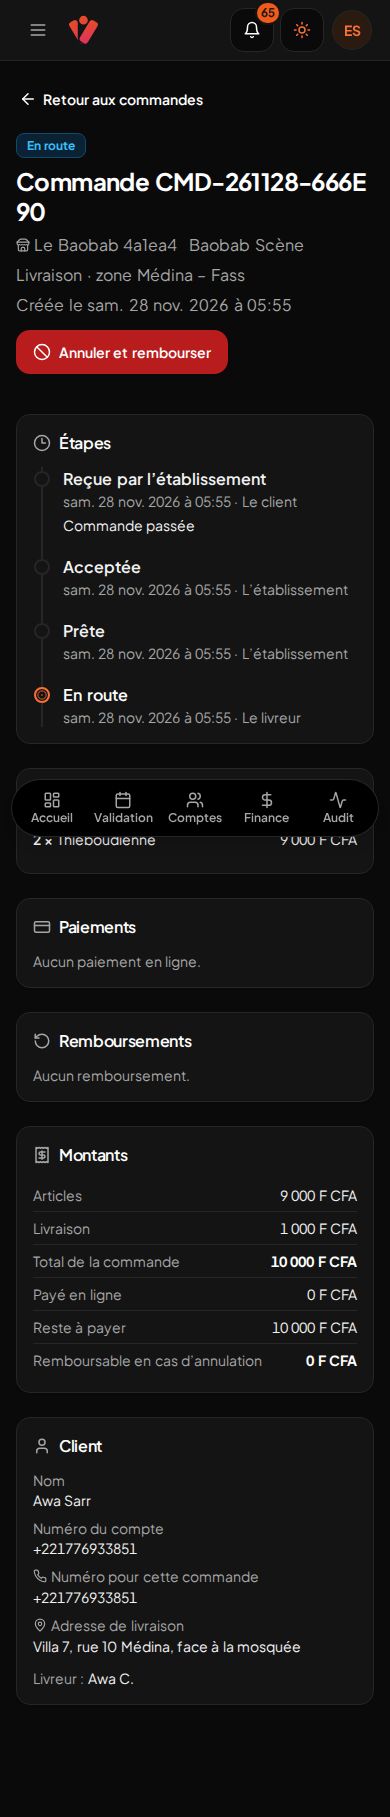 65
ES
Retour aux commandes
En route
Commande CMD-261128-666E
90
Le Baobab 4a1ea4 Baobab Scène
Livraison · zone Médina – Fass
Créée le sam. 28 nov. 2026 à 05:55
Annuler et rembourser
Étapes
Reçue par l’établissement
sam. 28 nov. 2026 à 05:55 · Le client
Commande passée
Acceptée
sam. 28 nov. 2026 à 05:55 · L’établissement
Prête
sam. 28 nov. 2026 à 05:55 · L’établissement
En route
sam. 28 nov. 2026 à 05:55 · Le livreur
Accueil Validation Comptes Finance Audit
2 × Thieboudienne 9 000 F CFA
Paiements
Aucun paiement en ligne.
Remboursements
Aucun remboursement.
Montants
Articles 9 000 F CFA
Livraison 1 000 F CFA
Total de la commande 10 000 F CFA
Payé en ligne 0 F CFA
Reste à payer 10 000 F CFA
Remboursable en cas d’annulation 0 F CFA
Client
Nom
Awa Sarr
Numéro du compte
+221776933851
Numéro pour cette commande
+221776933851
Adresse de livraison
Villa 7, rue 10 Médina, face à la mosquée
Livreur : Awa C.